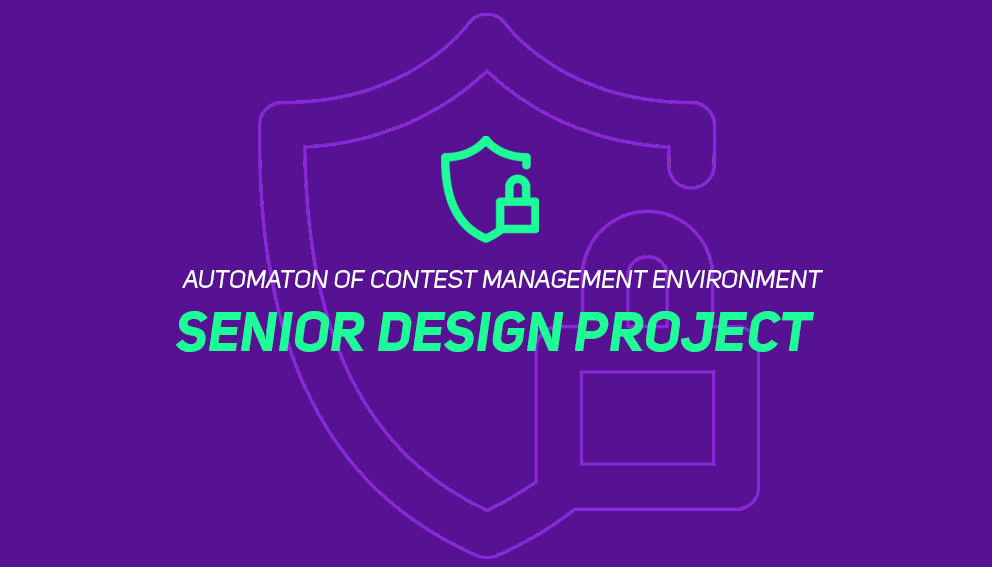 AUTOMATON OF CONTEST MANAGEMENT ENVIRONMENT
SENIOR DESIGN PROJECT